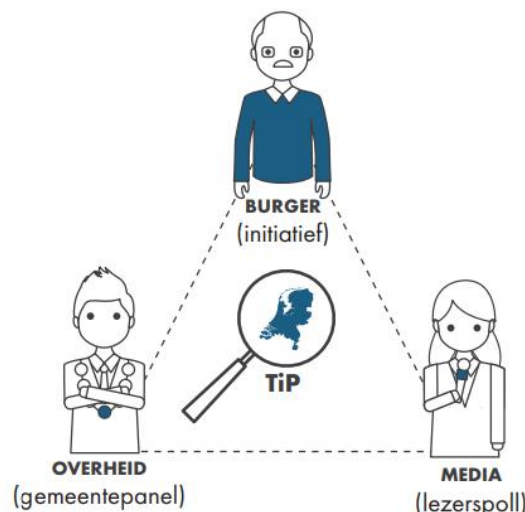 BURGER
(initiatief)
TiP
OVERHEID
(gemeentepanel)
MEDIA
(lezerspoll)